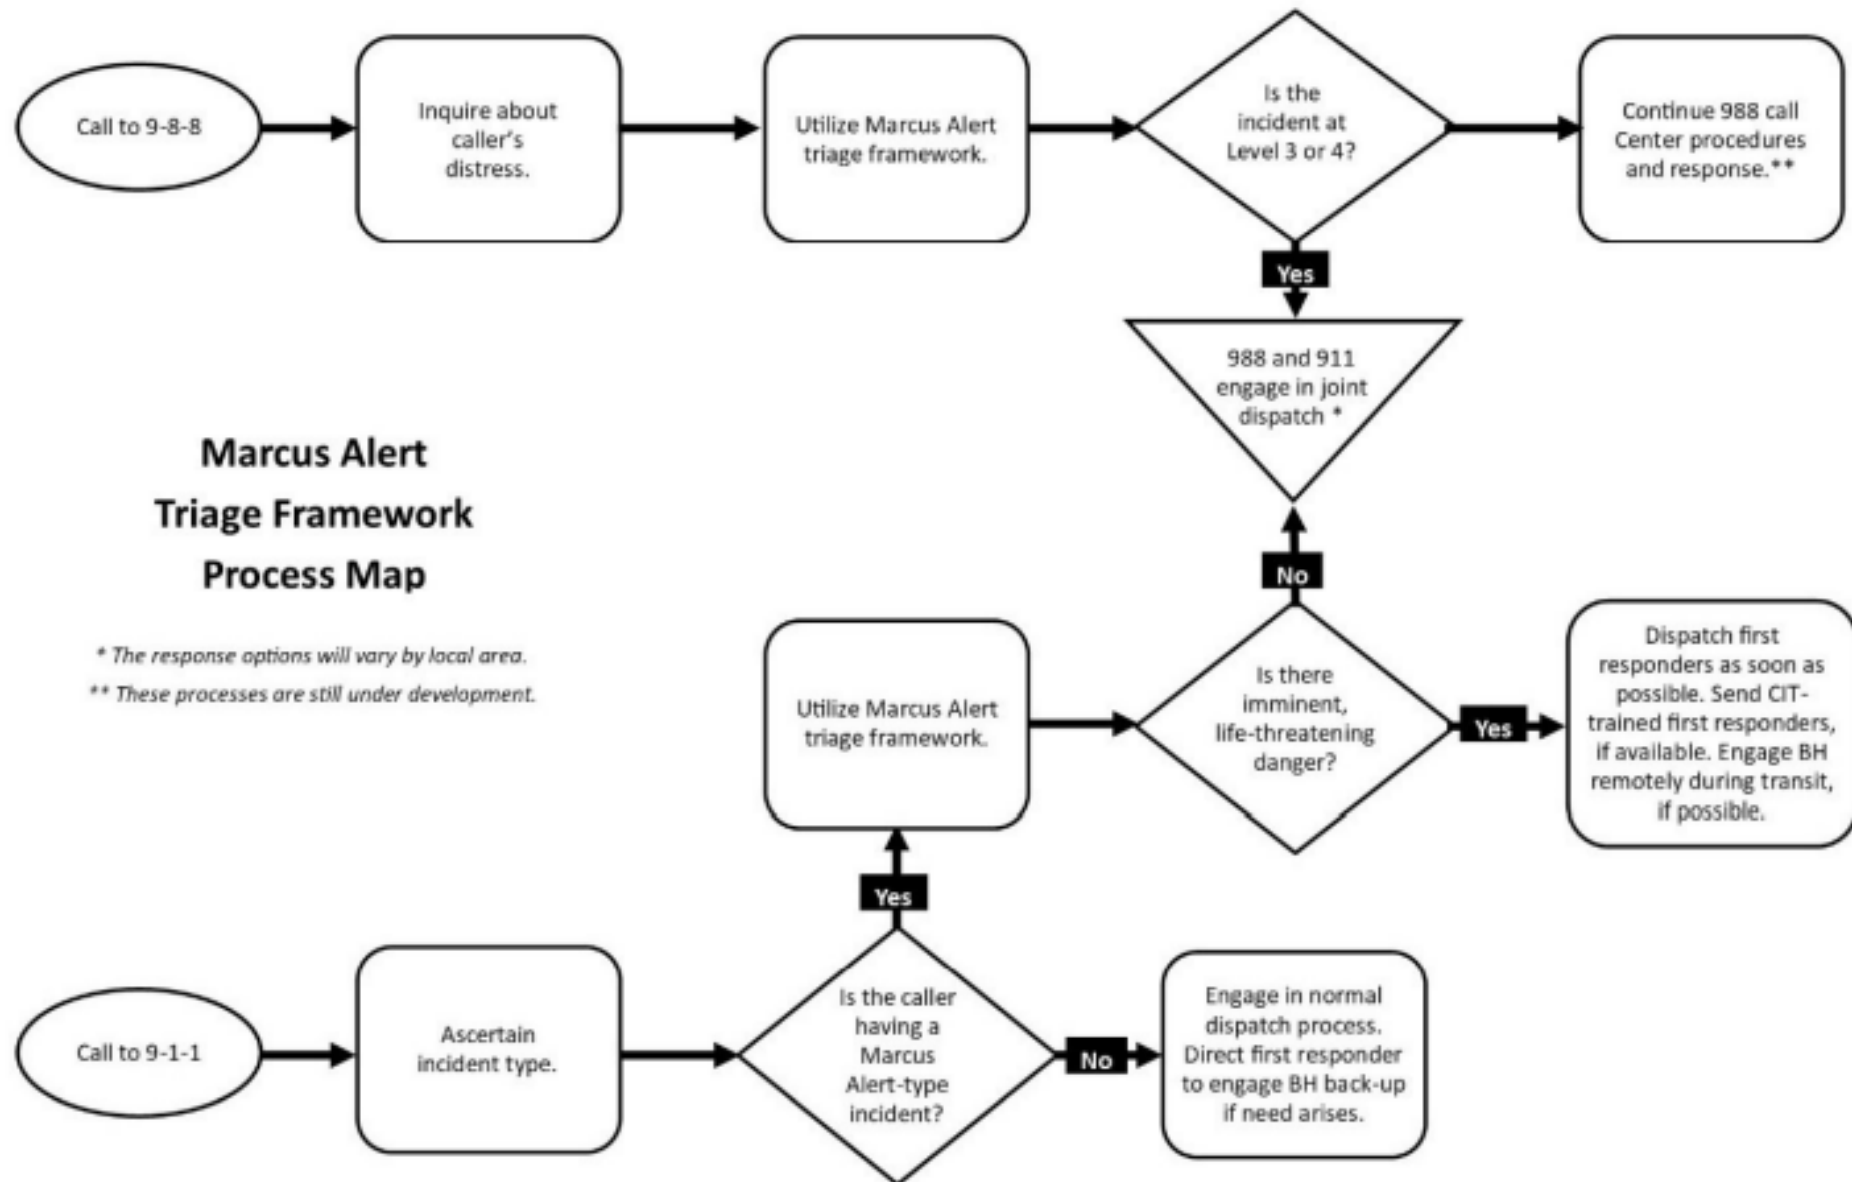 Call to 9-8-8
Inquire about
caller's
distress.
Utilize Marcus Alert
triage framework.
Is the
incident at
Level 3 or 4?
Continue 988 call
Center procedures
and response.**
Yes
988 and 911
engage in joint
dispatch *
Marcus Alert
Triage Framework
Process Map
* The response options will vary by local area.
** These processes are still under development.
No
Utilize Marcus Alert
triage framework.
Is there
imminent,
life-threatening
danger?
Yes
Dispatch first
responders as soon as
possible. Send CIT-
trained first responders,
if available. Engage BH
remotely during transit,
if possible.
Yes
Call to 9-1-1
Ascertain
incident type.
Is the caller
having a
Marcus
Alert-type
incident?
No
Engage in normal
dispatch process.
Direct first responder
to engage BH back-up
if need arises.